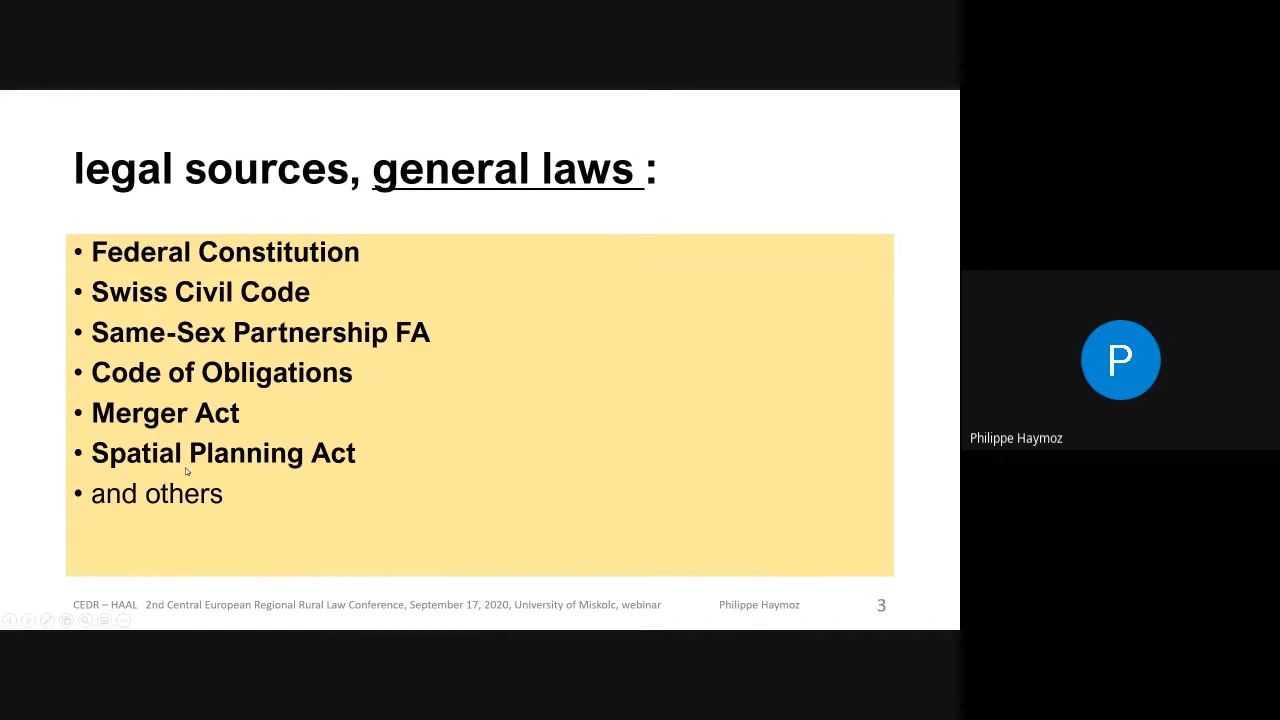 legal sources, general laws :
• Federal Constitution
• Swiss Civil Code
• Same-Sex Partnership FA
• Code of Obligations
• Merger Act
• Spatial Planning Act
• and others
CEDR – HAAL 2nd Central European Regional Rural Law Conference, September 17, 2020, University of Miskolc, webinar Philippe Haymoz 3
P
Philippe Haymoz